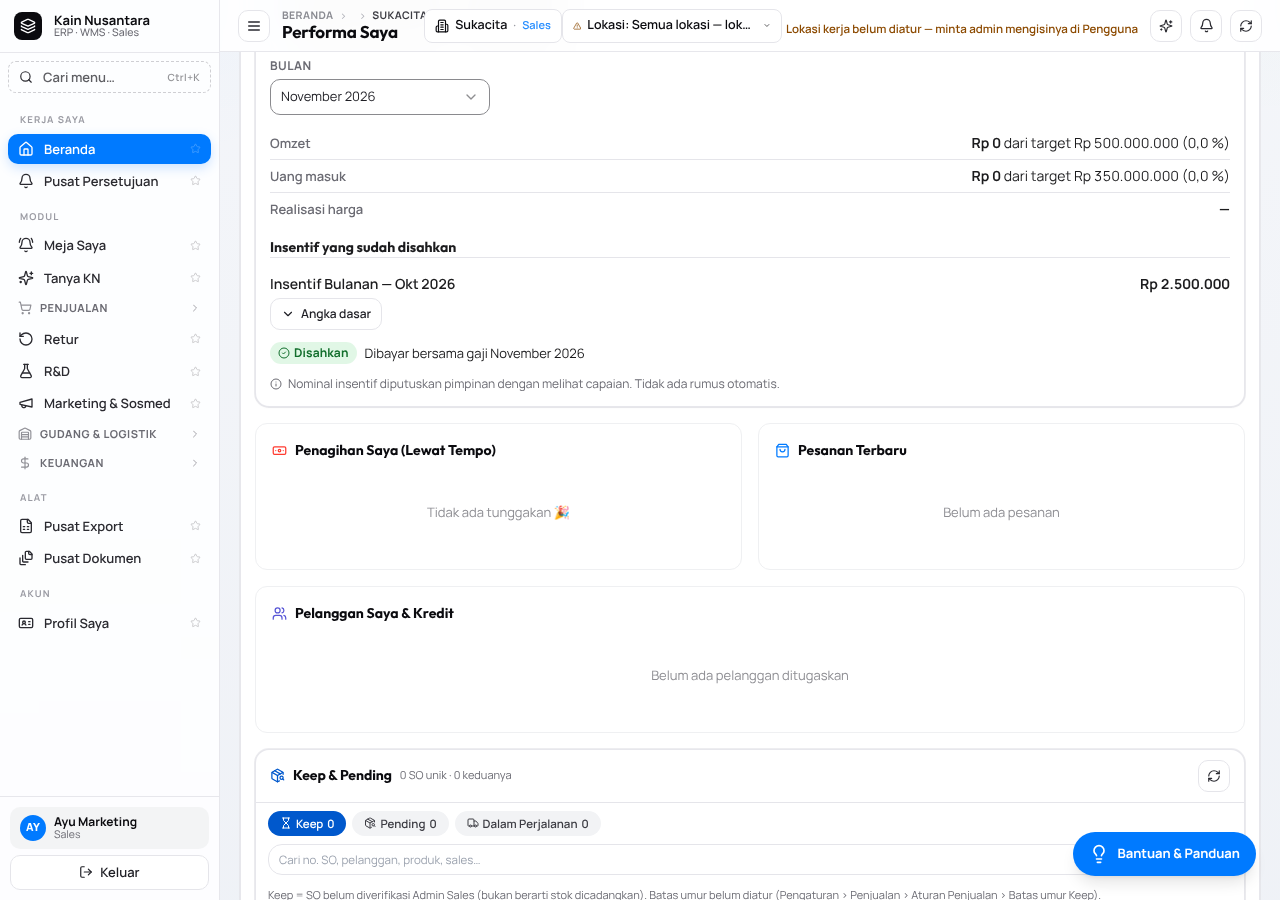 Kain Nusantara
ERP · WMS · Sales
Cari menu...
Ctrl+K
KERJA SAYA
Beranda
Pusat Persetujuan
MODUL
Meja Saya
Tanya KN
PENJUALAN
Retur
R&D
Marketing & Sosmed
GUDANG & LOGISTIK
KEUANGAN
ALAT
Pusat Export
Pusat Dokumen
AKUN
Profil Saya
AY
Ayu Marketing
Sales
Keluar
BERANDA › › SUKACITA
Performa Saya
Sukacita · Sales
Lokasi: Semua lokasi — lok...
Lokasi kerja belum diatur — minta admin mengisinya di Pengguna
BULAN
November 2026
Omzet
Rp 0 dari target Rp 500.000.000 (0,0 %)
Uang masuk
Rp 0 dari target Rp 350.000.000 (0,0 %)
Realisasi harga
—
Insentif yang sudah disahkan
Insentif Bulanan — Okt 2026
Rp 2.500.000
Angka dasar
Disahkan
Dibayar bersama gaji November 2026
Nominal insentif diputuskan pimpinan dengan melihat capaian. Tidak ada rumus otomatis.
Penagihan Saya (Lewat Tempo)
Tidak ada tunggakan 🎉
Pesanan Terbaru
Belum ada pesanan
Pelanggan Saya & Kredit
Belum ada pelanggan ditugaskan
Keep & Pending
0 SO unik · 0 keduanya
Keep 0
Pending 0
Dalam Perjalanan 0
Cari no. SO, pelanggan, produk, sales...
Bantuan & Panduan
Keep = SO belum diverifikasi Admin Sales (bukan berarti stok dicadangkan). Batas umur belum diatur (Pengaturan › Penjualan › Aturan Penjualan › Batas umur Keep).